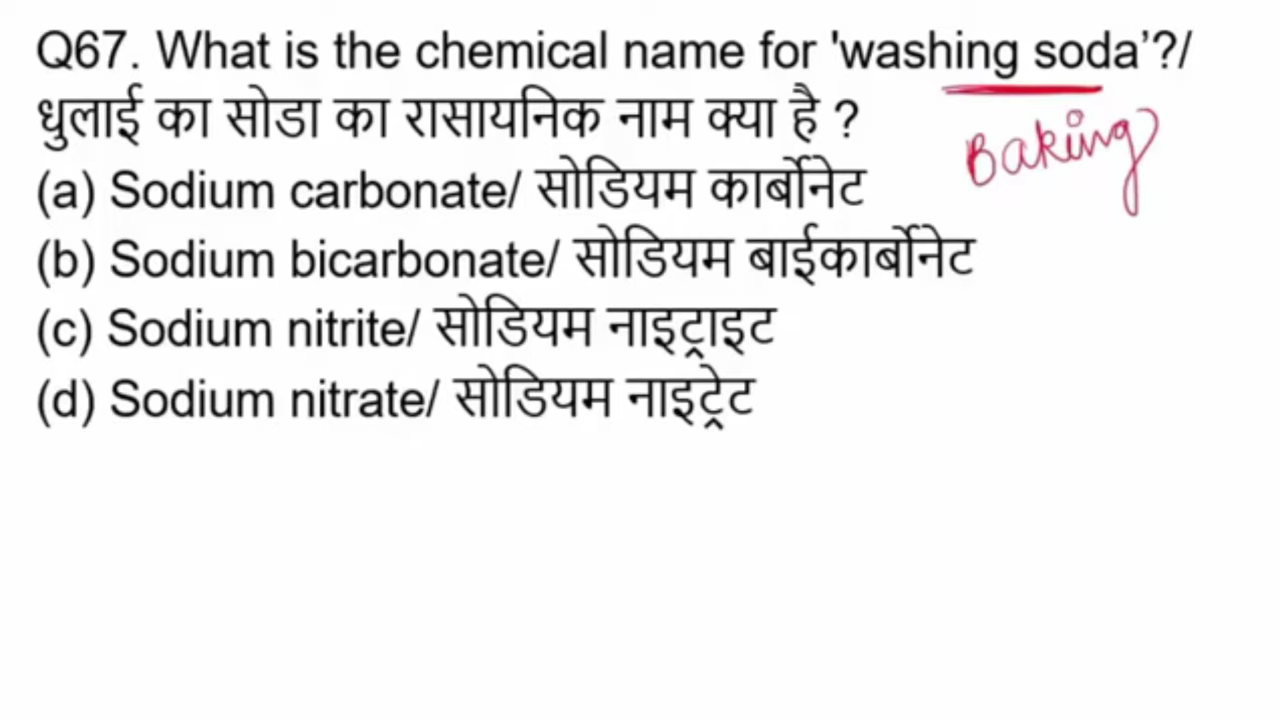 Q67. What is the chemical name for 'washing soda’?/
धुलाई का सोडा का रासायनिक नाम क्या है ?
Baking
(a) Sodium carbonate/ सोडियम कार्बोनेट
(b) Sodium bicarbonate/ सोडियम बाईकार्बोनेट
(c) Sodium nitrite/ सोडियम नाइट्राइट
(d) Sodium nitrate/ सोडियम नाइट्रेट